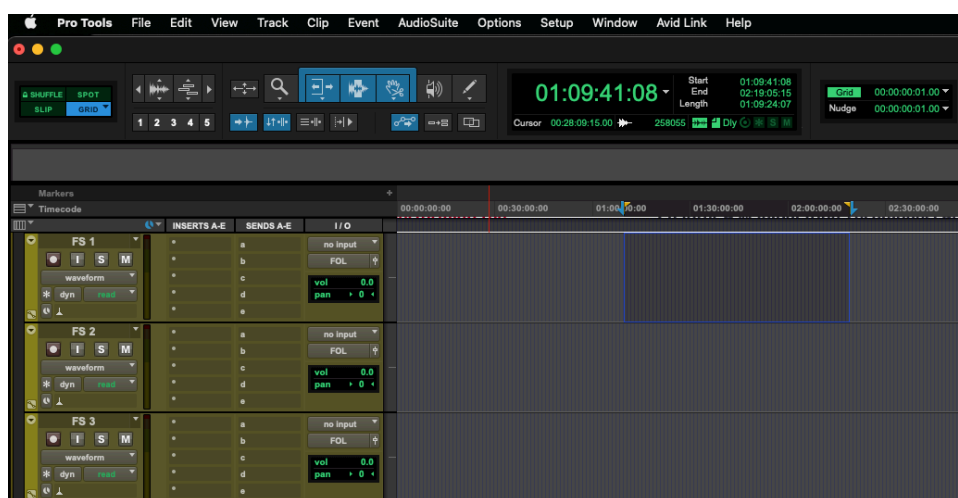 Pro Tools File Edit View Track Clip Event AudioSuite Options Setup Window Avid Link Help
SHUFFLE SPOT
SLIP GRID
1 2 3 4 5
01:09:41:08
Start 01:09:41:08
End 02:19:05:15
Length 01:09:24:07
Cursor 00:28:09:15.00 258055 Dly S M
Grid 00:00:00:01.00
Nudge 00:00:00:01.00
Markers +
Timecode 00:00:00:00 00:30:00:00 01:00:00:00 01:30:00:00 02:00:00:00 02:30:00:00
INSERTS A-E SENDS A-E I / O
FS 1 a no input
I S M b FOL
waveform c vol 0.0
dyn read d pan 0
e
FS 2 a no input
I S M b FOL
waveform c vol 0.0
dyn read d pan 0
e
FS 3 a no input
I S M b FOL
waveform c vol 0.0
dyn read d pan 0
e